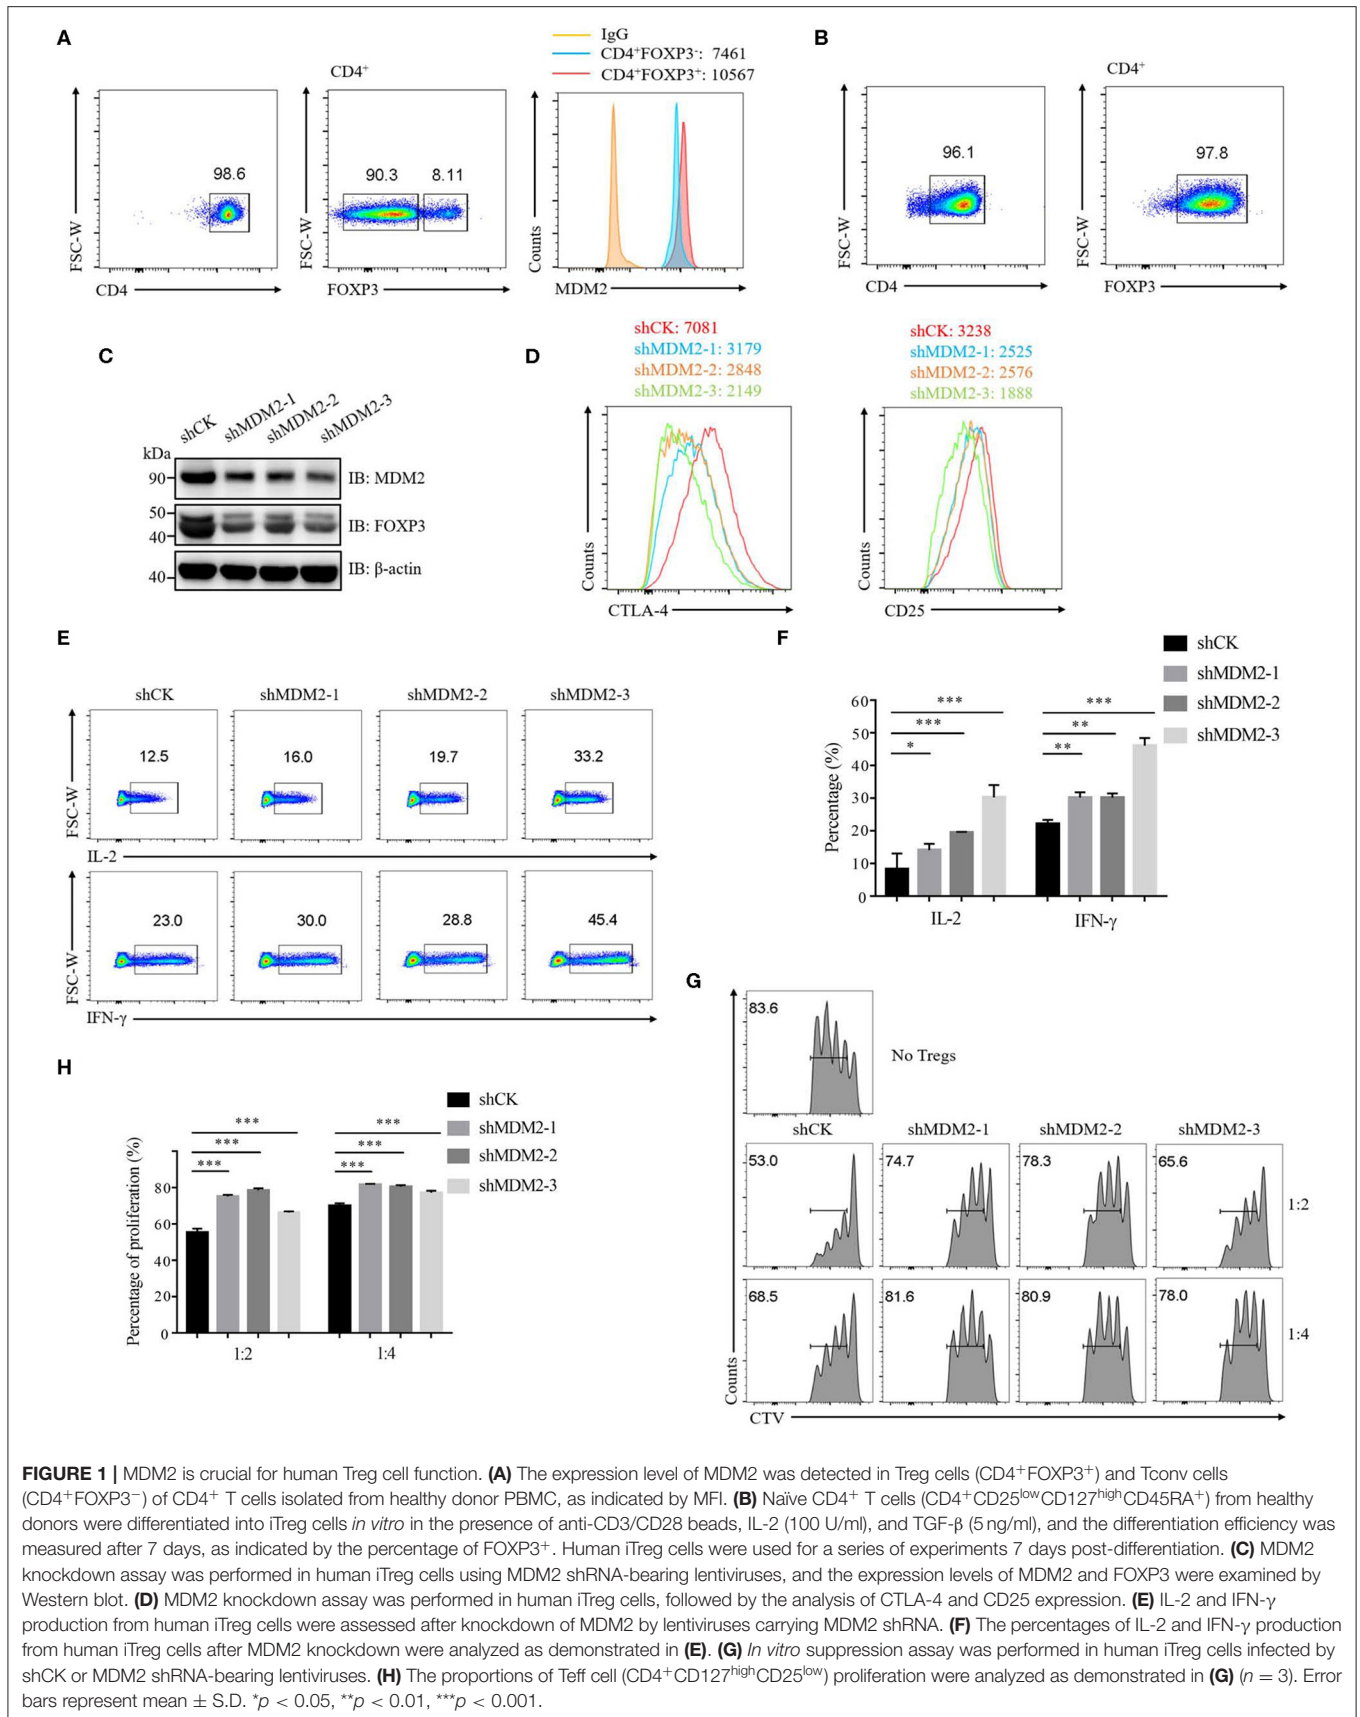 A
IgG
CD4+FOXP3-: 7461
CD4+FOXP3+: 10567
CD4+
98.6
90.3
8.11
FSC-W
FSC-W
Counts
CD4
FOXP3
MDM2
B
CD4+
96.1
97.8
FSC-W
FSC-W
CD4
FOXP3
C
shCK
shMDM2-1
shMDM2-2
shMDM2-3
kDa
90
IB: MDM2
50
40
IB: FOXP3
40
IB: β-actin
D
shCK: 7081
shMDM2-1: 3179
shMDM2-2: 2848
shMDM2-3: 2149
Counts
CTLA-4
shCK: 3238
shMDM2-1: 2525
shMDM2-2: 2576
shMDM2-3: 1888
Counts
CD25
E
shCK shMDM2-1 shMDM2-2 shMDM2-3
12.5 16.0 19.7 33.2
FSC-W
IL-2
23.0 30.0 28.8 45.4
FSC-W
IFN-γ
F
shCK
shMDM2-1
shMDM2-2
shMDM2-3
Percentage (%)
60
50
40
30
20
10
0
*** ***
*** **
* **
IL-2 IFN-γ
G
83.6
No Tregs
shCK shMDM2-1 shMDM2-2 shMDM2-3
53.0 74.7 78.3 65.6
1:2
68.5 81.6 80.9 78.0
1:4
Counts
CTV
H
shCK
shMDM2-1
shMDM2-2
shMDM2-3
Percentage of proliferation (%)
80
60
40
20
0
*** ***
*** ***
*** ***
1:2 1:4
FIGURE 1 | MDM2 is crucial for human Treg cell function. (A) The expression level of MDM2 was detected in Treg cells (CD4+FOXP3+) and Tconv cells
(CD4+FOXP3−) of CD4+ T cells isolated from healthy donor PBMC, as indicated by MFI. (B) Naïve CD4+ T cells (CD4+CD25lowCD127highCD45RA+) from healthy
donors were differentiated into iTreg cells in vitro in the presence of anti-CD3/CD28 beads, IL-2 (100 U/ml), and TGF-β (5 ng/ml), and the differentiation efficiency was
measured after 7 days, as indicated by the percentage of FOXP3+. Human iTreg cells were used for a series of experiments 7 days post-differentiation. (C) MDM2
knockdown assay was performed in human iTreg cells using MDM2 shRNA-bearing lentiviruses, and the expression levels of MDM2 and FOXP3 were examined by
Western blot. (D) MDM2 knockdown assay was performed in human iTreg cells, followed by the analysis of CTLA-4 and CD25 expression. (E) IL-2 and IFN-γ
production from human iTreg cells were assessed after knockdown of MDM2 by lentiviruses carrying MDM2 shRNA. (F) The percentages of IL-2 and IFN-γ production
from human iTreg cells after MDM2 knockdown were analyzed as demonstrated in (E). (G) In vitro suppression assay was performed in human iTreg cells infected by
shCK or MDM2 shRNA-bearing lentiviruses. (H) The proportions of Teff cell (CD4+CD127highCD25low) proliferation were analyzed as demonstrated in (G) (n = 3). Error
bars represent mean ± S.D. *p < 0.05, **p < 0.01, ***p < 0.001.